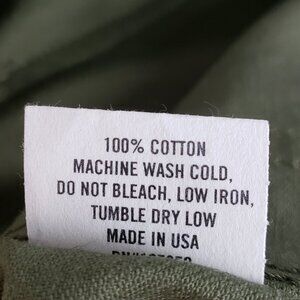 100% COTTON
MACHINE WASH COLD,
DO NOT BLEACH, LOW IRON,
TUMBLE DRY LOW
MADE IN USA